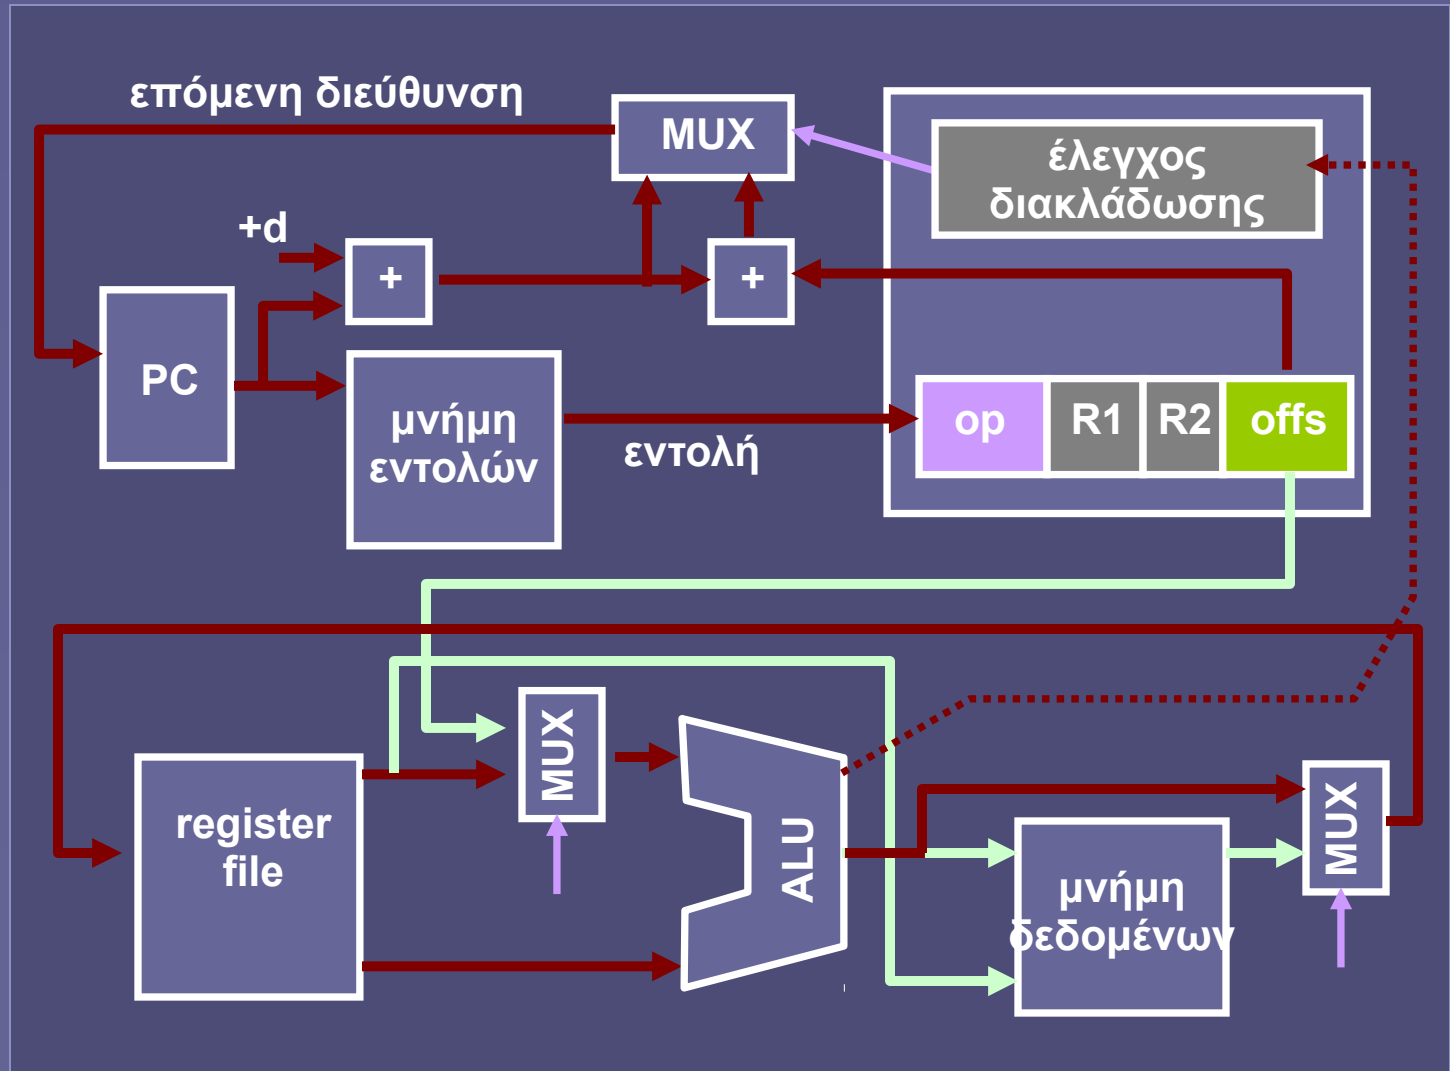 επόμενη διεύθυνση
MUX
έλεγχος
διακλάδωσης
+d
+
+
PC
μνήμη
εντολών
εντολή
op
R1
R2
offs
MUX
register
file
ALU
MUX
μνήμη
δεδομένων